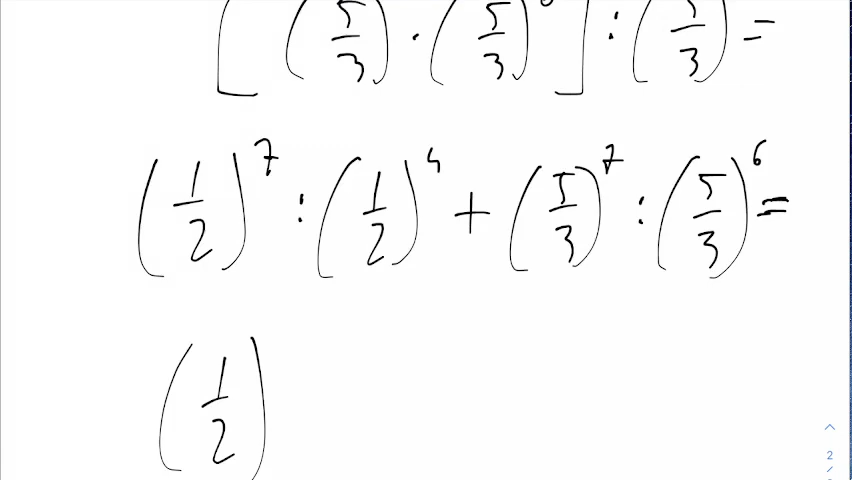 [(5/3) · (5/3) ] : (5/3) =
(1/2)^7 : (1/2)^4 + (5/3)^7 : (5/3)^6 =
(1/2)
2